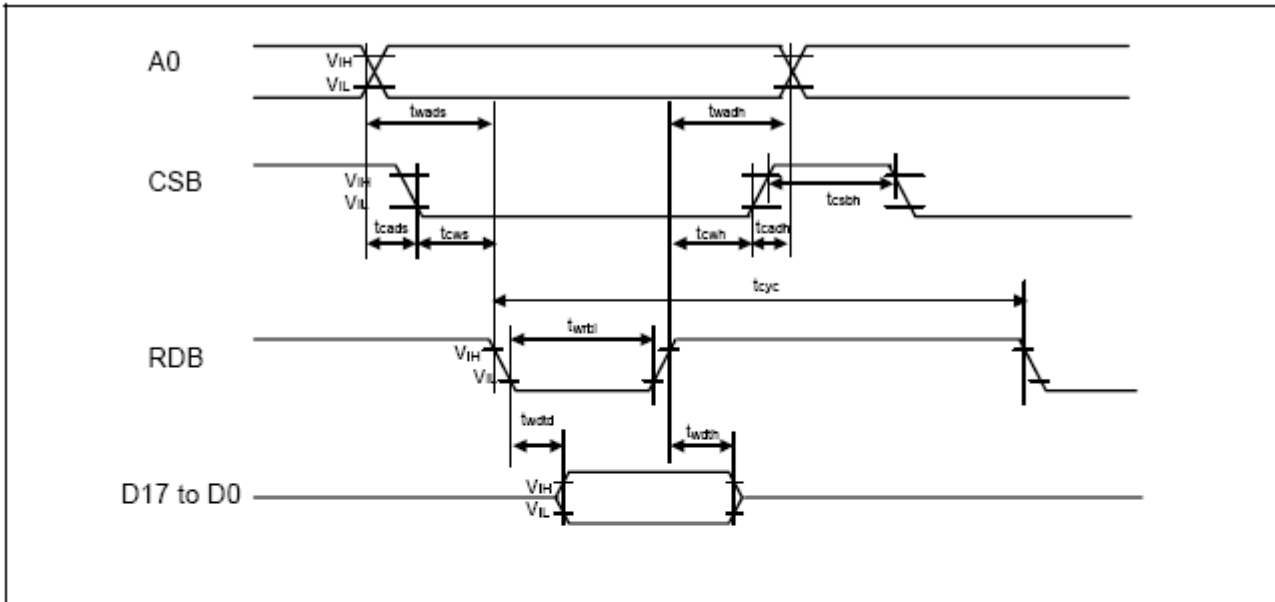 A0
VIH
VIL
twads
twadh
CSB
VIH
VIL
tcsbh
tcads
tcws
tcwh
tcadh
tcyc
RDB
twrbl
VIH
VIL
twdtd
twdth
D17 to D0
VIH
VIL